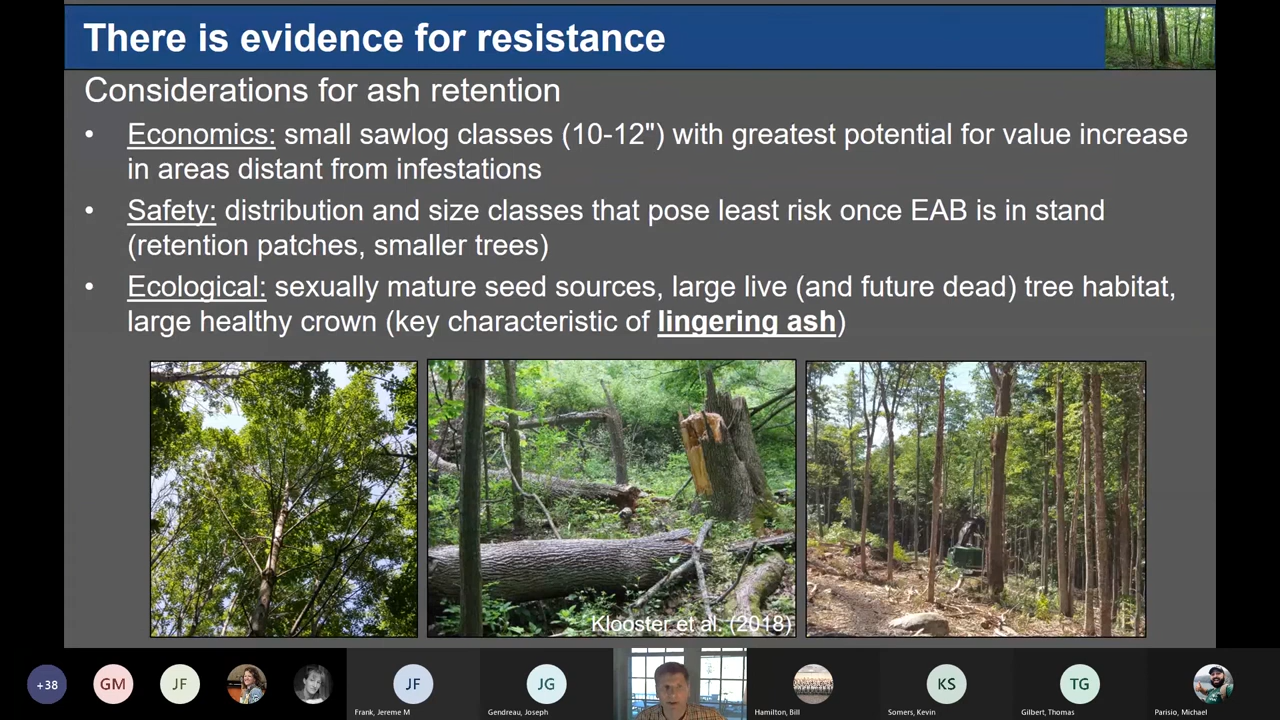 There is evidence for resistance
Considerations for ash retention
• Economics: small sawlog classes (10-12") with greatest potential for value increase
in areas distant from infestations
• Safety: distribution and size classes that pose least risk once EAB is in stand
(retention patches, smaller trees)
• Ecological: sexually mature seed sources, large live (and future dead) tree habitat,
large healthy crown (key characteristic of lingering ash)
Klooster et al. (2018)
+38
GM
JF
JF
JG
KS
TG
Frank, Jereme M
Gendreau, Joseph
Hamilton, Bill
Somers, Kevin
Gilbert, Thomas
Parisio, Michael